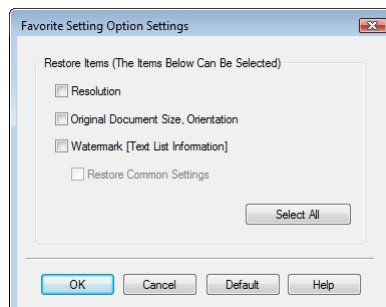 Favorite Setting Option Settings
Restore Items (The Items Below Can Be Selected)
Resolution
Original Document Size, Orientation
Watermark [Text List Information]
Restore Common Settings
Select All
OK Cancel Default Help